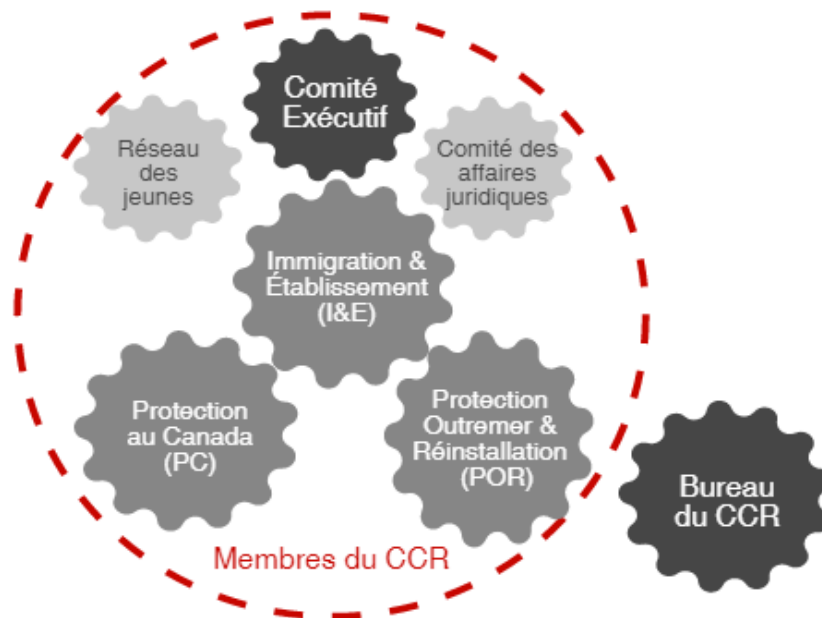 Comité
Exécutif
Réseau
des
jeunes
Comité des
affaires
juridiques
Immigration &
Établissement
(I&E)
Protection
au Canada
(PC)
Protection
Outremer &
Réinstallation
(POR)
Bureau
du CCR
Membres du CCR